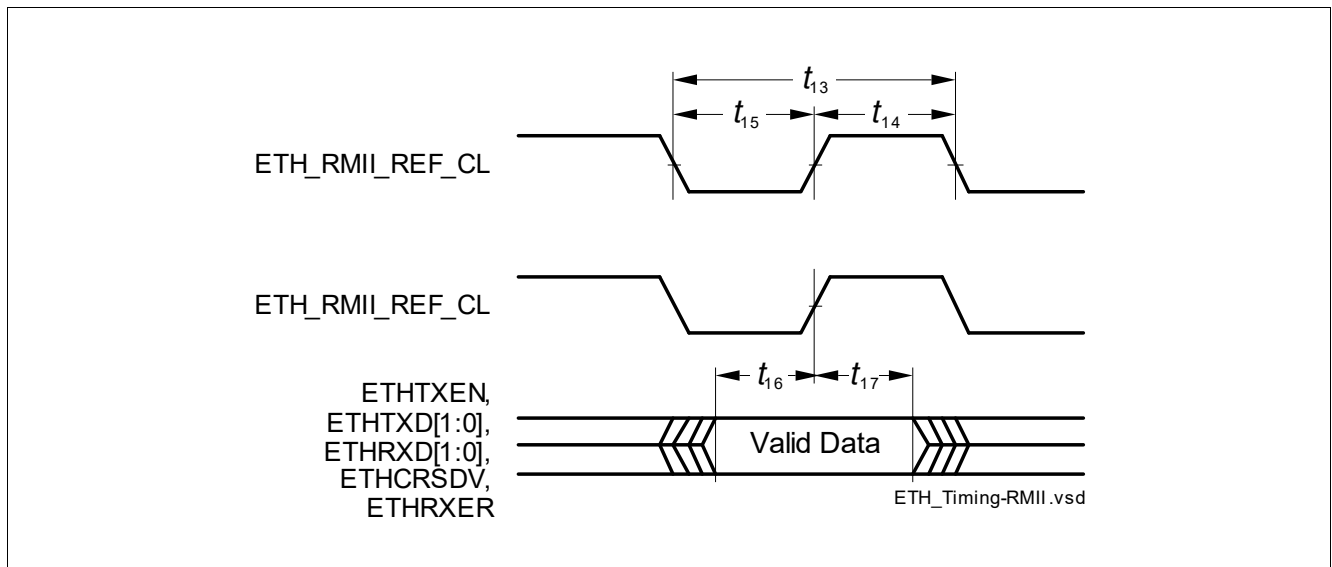 t13
t15 t14
ETH_RMII_REF_CL
ETH_RMII_REF_CL
t16 t17
ETHTXEN,
ETHTXD[1:0],
ETHRXD[1:0],
ETHCRSDV,
ETHRXER
Valid Data
ETH_Timing-RMII.vsd